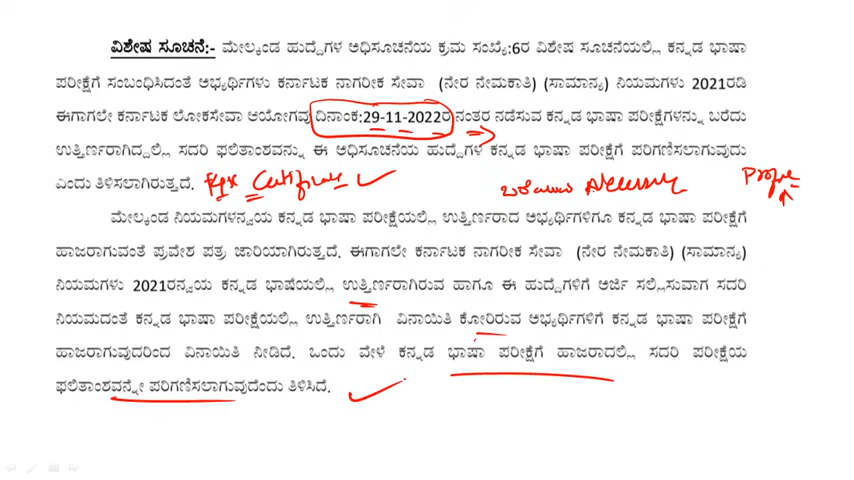 ವಿಶೇಷ ಸೂಚನೆ:- ಮೇಲ್ಕಂಡ ಹುದ್ದೆಗಳ ಅಧಿಸೂಚನೆಯ ಕ್ರಮ ಸಂಖ್ಯೆ:6ರ ವಿಶೇಷ ಸೂಚನೆಯಲ್ಲಿ ಕನ್ನಡ ಭಾಷಾ
ಪರೀಕ್ಷೆಗೆ ಸಂಬಂಧಿಸಿದಂತೆ ಅಭ್ಯರ್ಥಿಗಳು ಕರ್ನಾಟಕ ನಾಗರೀಕ ಸೇವಾ (ನೇರ ನೇಮಕಾತಿ) (ಸಾಮಾನ್ಯ) ನಿಯಮಗಳು 2021ರಡಿ
ಈಗಾಗಲೇ ಕರ್ನಾಟಕ ಲೋಕಸೇವಾ ಆಯೋಗವು ದಿನಾಂಕ:29-11-2022ರ ನಂತರ ನಡೆಸುವ ಕನ್ನಡ ಭಾಷಾ ಪರೀಕ್ಷೆಗಳನ್ನು ಬರೆದು
ಉತ್ತಿರ್ಣರಾಗಿದ್ದಲ್ಲಿ ಸದರಿ ಫಲಿತಾಂಶವನ್ನು ಈ ಅಧಿಸೂಚನೆಯ ಹುದ್ದೆಗಳ ಕನ್ನಡ ಭಾಷಾ ಪರೀಕ್ಷೆಗೆ ಪರಿಗಣಿಸಲಾಗುವುದು
ಎಂದು ತಿಳಿಸಲಾಗಿರುತ್ತದೆ. Certificate
ಮೇಲ್ಕಂಡ ನಿಯಮಗಳನ್ವಯ ಕನ್ನಡ ಭಾಷಾ ಪರೀಕ್ಷೆಯಲ್ಲಿ ಉತ್ತಿರ್ಣರಾದ ಅಭ್ಯರ್ಥಿಗಳಿಗೂ ಕನ್ನಡ ಭಾಷಾ ಪರೀಕ್ಷೆಗೆ
ಹಾಜರಾಗುವಂತೆ ಪ್ರವೇಶ ಪತ್ರ ಜಾರಿಯಾಗಿರುತ್ತದೆ. ಈಗಾಗಲೇ ಕರ್ನಾಟಕ ನಾಗರೀಕ ಸೇವಾ (ನೇರ ನೇಮಕಾತಿ) (ಸಾಮಾನ್ಯ)
ನಿಯಮಗಳು 2021ರನ್ವಯ ಕನ್ನಡ ಭಾಷೆಯಲ್ಲಿ ಉತ್ತಿರ್ಣರಾಗಿರುವ ಹಾಗೂ ಈ ಹುದ್ದೆಗಳಿಗೆ ಅರ್ಜಿ ಸಲ್ಲಿಸುವಾಗ ಸದರಿ
ನಿಯಮದಂತೆ ಕನ್ನಡ ಭಾಷಾ ಪರೀಕ್ಷೆಯಲ್ಲಿ ಉತ್ತಿರ್ಣರಾಗಿ ವಿನಾಯಿತಿ ಕೋರಿರುವ ಅಭ್ಯರ್ಥಿಗಳಿಗೆ ಕನ್ನಡ ಭಾಷಾ ಪರೀಕ್ಷೆಗೆ
ಹಾಜರಾಗುವುದರಿಂದ ವಿನಾಯಿತಿ ನೀಡಿದೆ. ಒಂದು ವೇಳೆ ಕನ್ನಡ ಭಾಷಾ ಪರೀಕ್ಷೆಗೆ ಹಾಜರಾದಲ್ಲಿ ಸದರಿ ಪರೀಕ್ಷೆಯ
ಫಲಿತಾಂಶವನ್ನೇ ಪರಿಗಣಿಸಲಾಗುವುದೆಂದು ತಿಳಿಸಿದೆ.